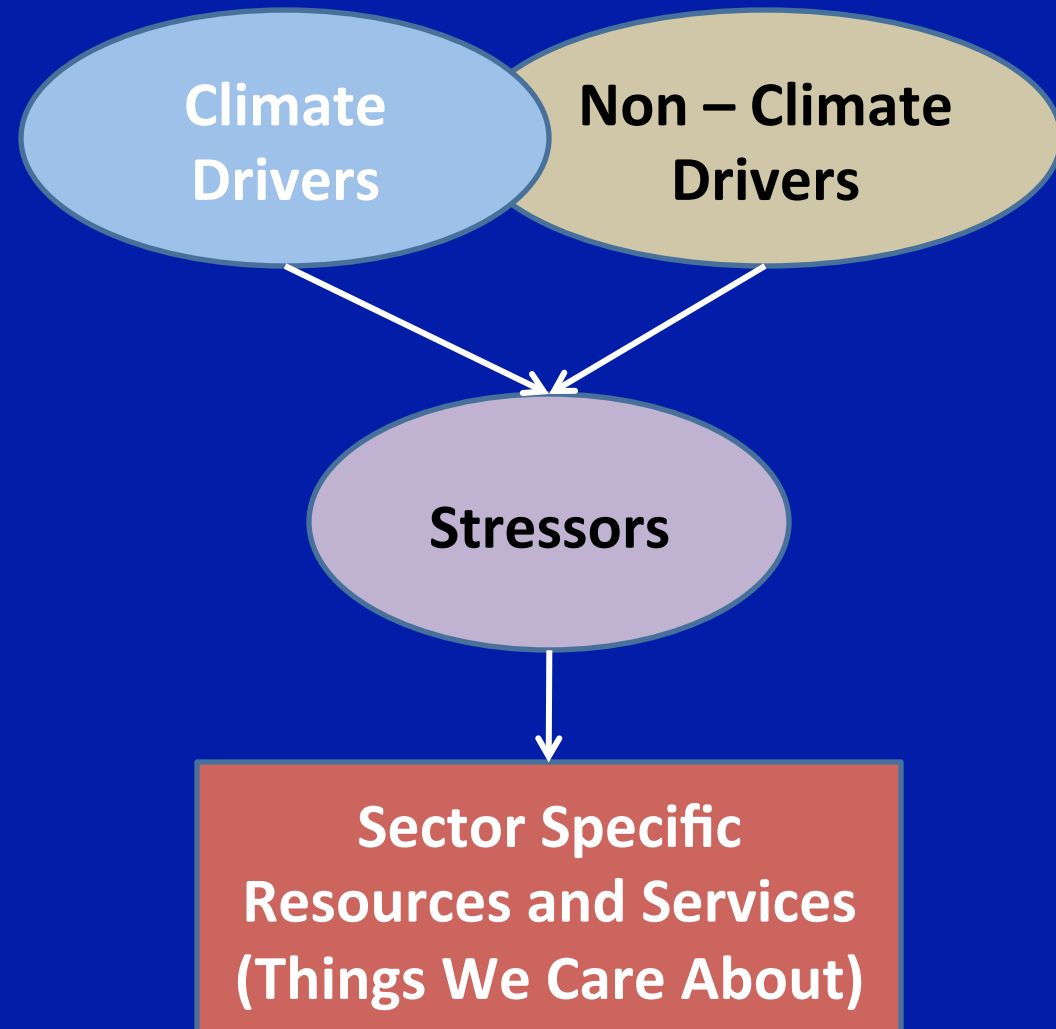 Climate
Drivers
Non – Climate
Drivers
Stressors
Sector Specific
Resources and Services
(Things We Care About)